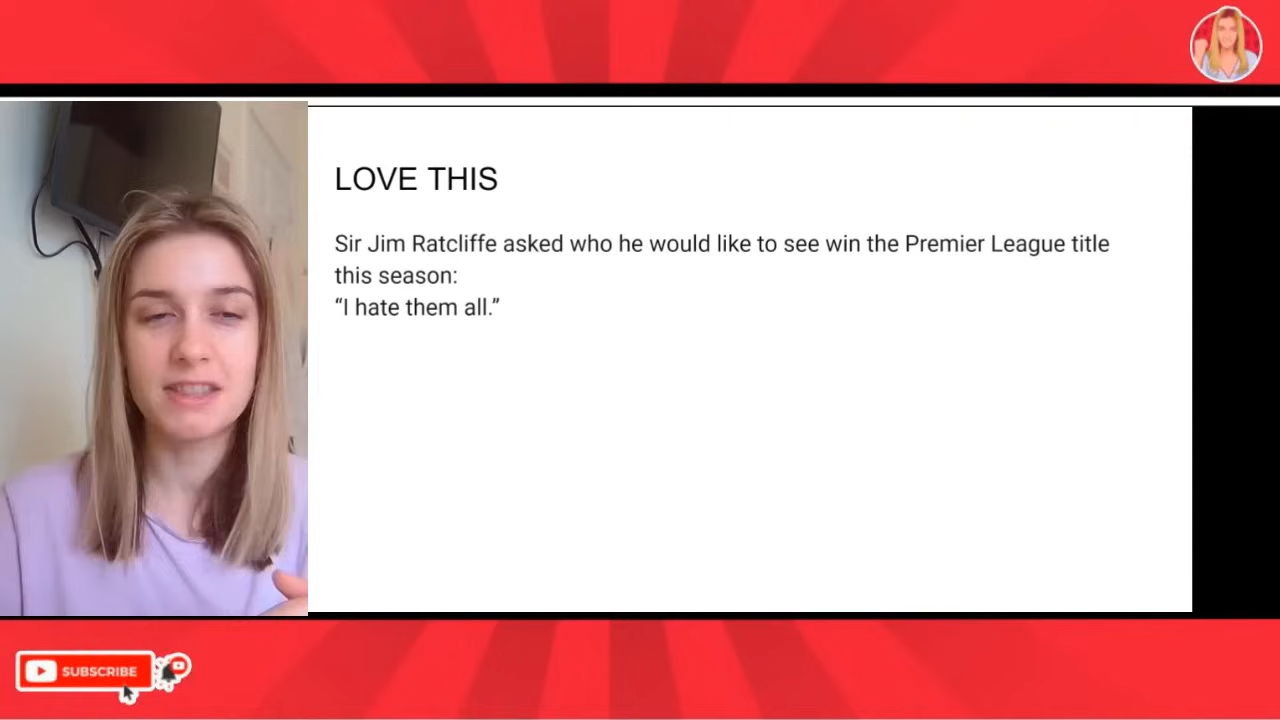 LOVE THIS
Sir Jim Ratcliffe asked who he would like to see win the Premier League title
this season:
“I hate them all.”
SUBSCRIBE